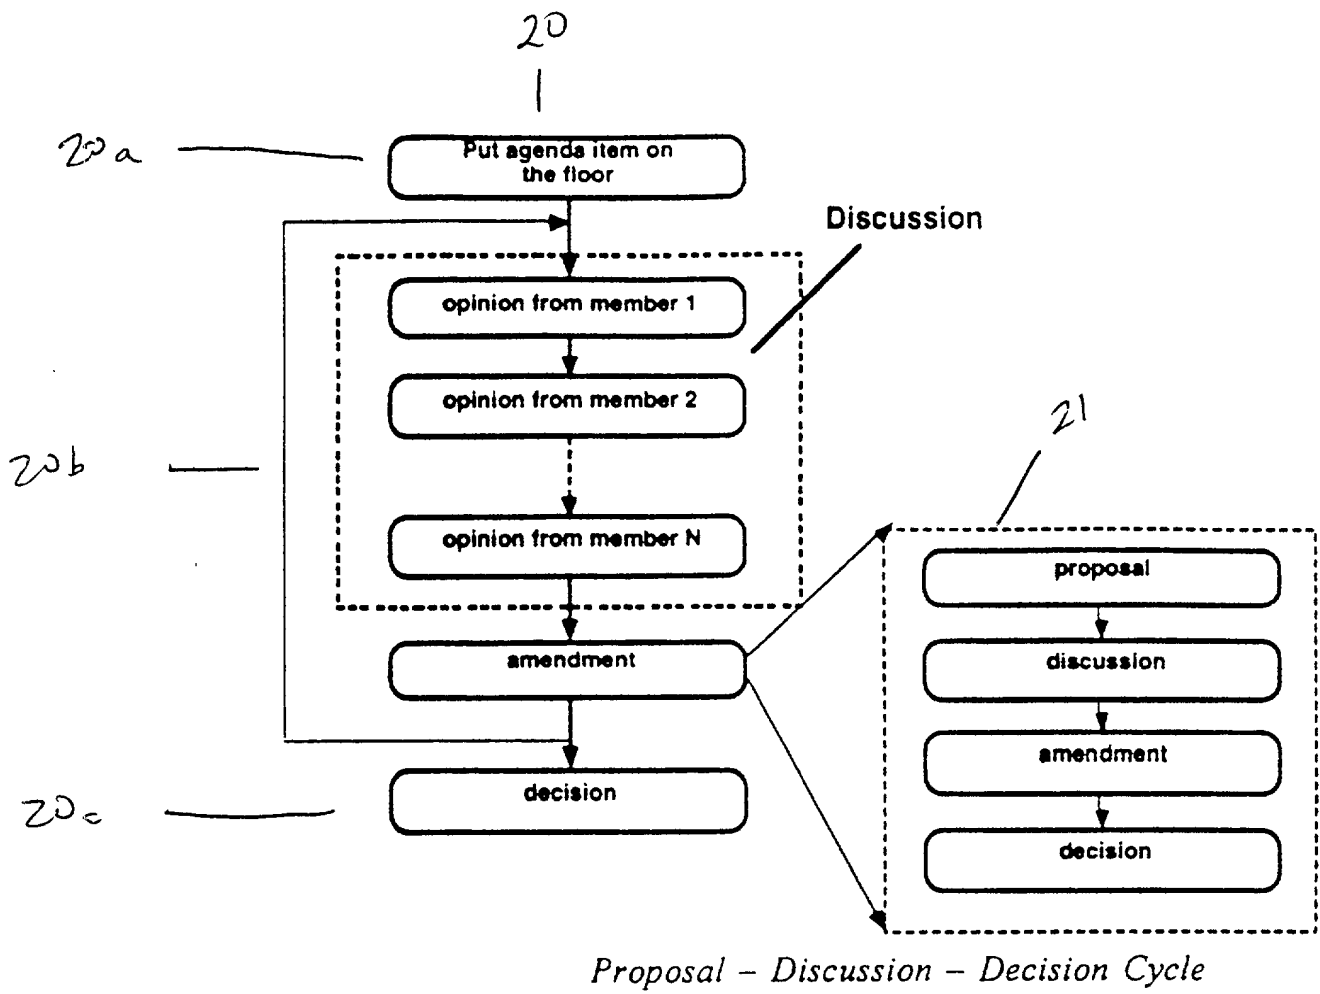 20
20a
Put agenda item on
the floor
Discussion
opinion from member 1
opinion from member 2
20b
opinion from member N
amendment
20c
decision
21
proposal
discussion
amendment
decision
Proposal – Discussion – Decision Cycle